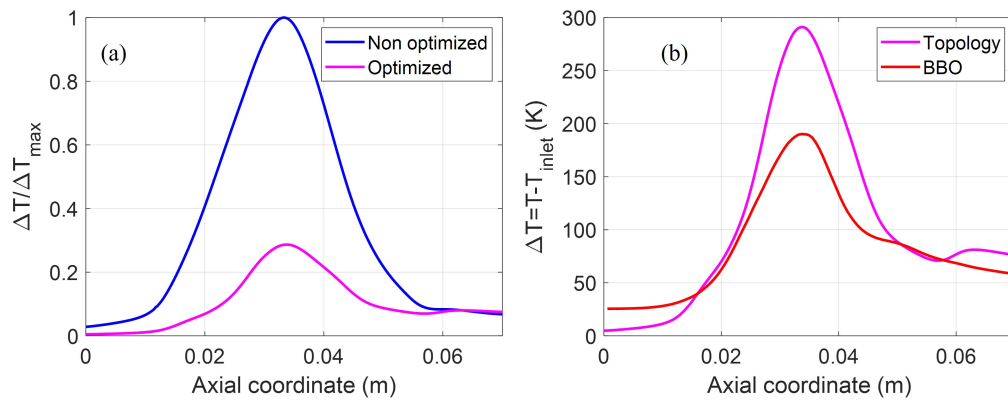 (a)
Non optimized
Optimized
ΔT/ΔT_max
1
0.8
0.6
0.4
0.2
0
0
0.02
0.04
0.06
Axial coordinate (m)
(b)
Topology
BBO
ΔT=T-T_inlet (K)
300
250
200
150
100
50
0
0
0.02
0.04
0.06
Axial coordinate (m)